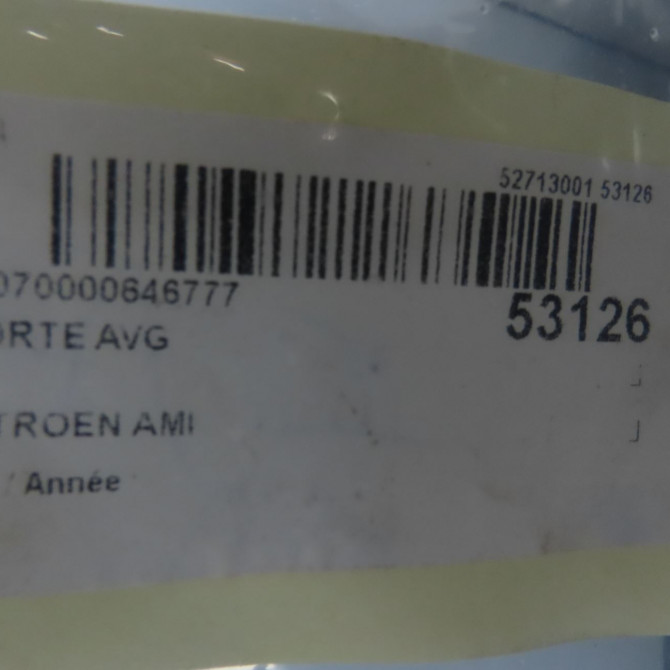 52713001 53126
070000646777
53126
ORTE AVG
TROEN AMI
/ Année